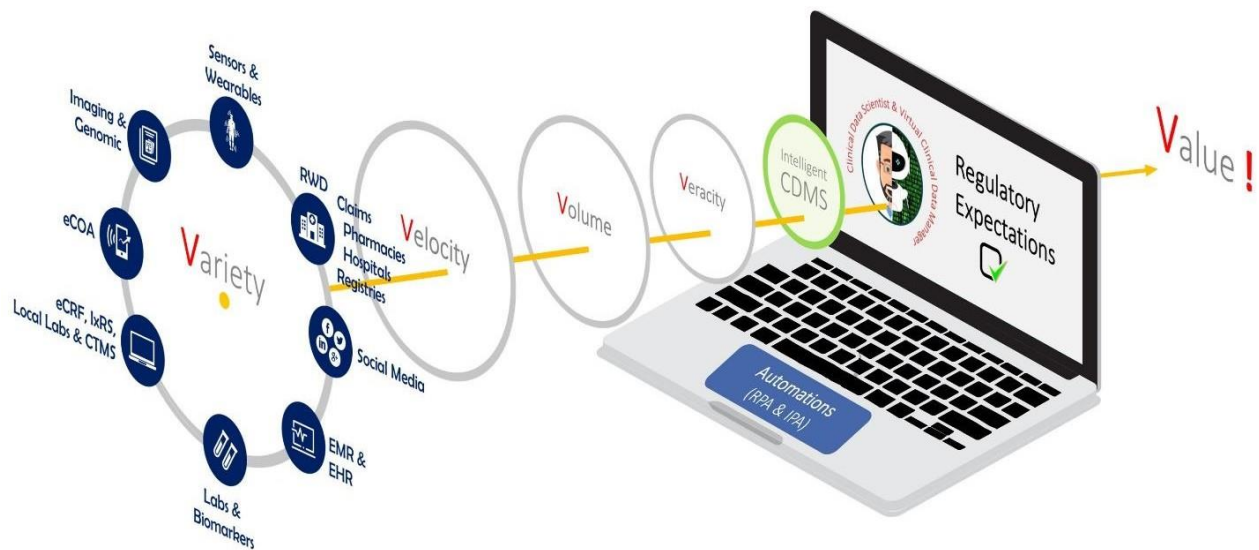 Sensors &
Wearables
Imaging &
Genomic
RWD
Claims
Pharmacies
Hospitals
Registries
eCOA
Variety
eCRF, IxRS,
Local Labs & CTMS
Social Media
EMR &
EHR
Labs &
Biomarkers
Velocity
Volume
Veracity
Intelligent
CDMS
Clinical Data Scientist & Virtual Clinical Data Manager
Regulatory
Expectations
Automations
(RPA & IPA)
Value !
f
in
g+